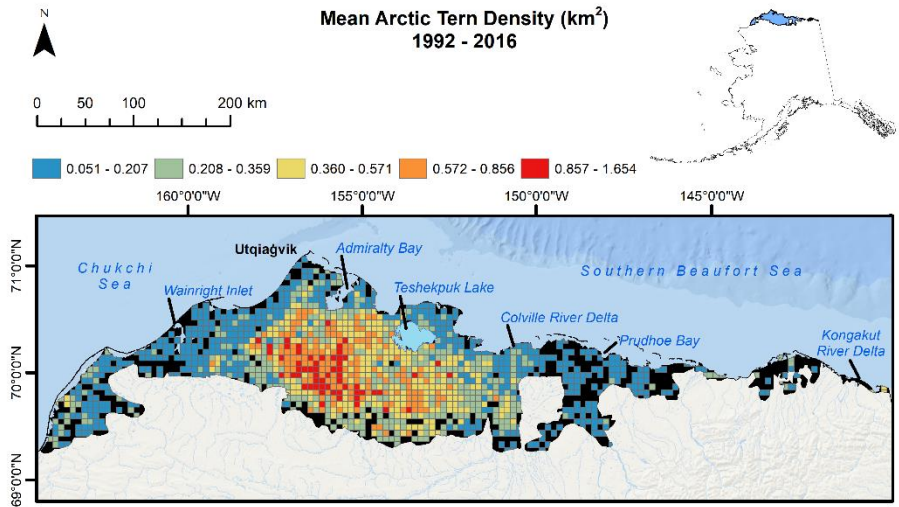 Mean Arctic Tern Density (km²)
1992 - 2016
N
0 50 100 200 km
0.051 - 0.207 0.208 - 0.359 0.360 - 0.571 0.572 - 0.856 0.857 - 1.654
160°0'0"W 155°0'0"W 150°0'0"W 145°0'0"W
71°0'0"N
70°0'0"N
69°0'0"N
Utqiaġvik
Admiralty Bay
Chukchi
Sea
Wainright Inlet
Teshekpuk Lake
Southern Beaufort Sea
Colville River Delta
Prudhoe Bay
Kongakut
River Delta